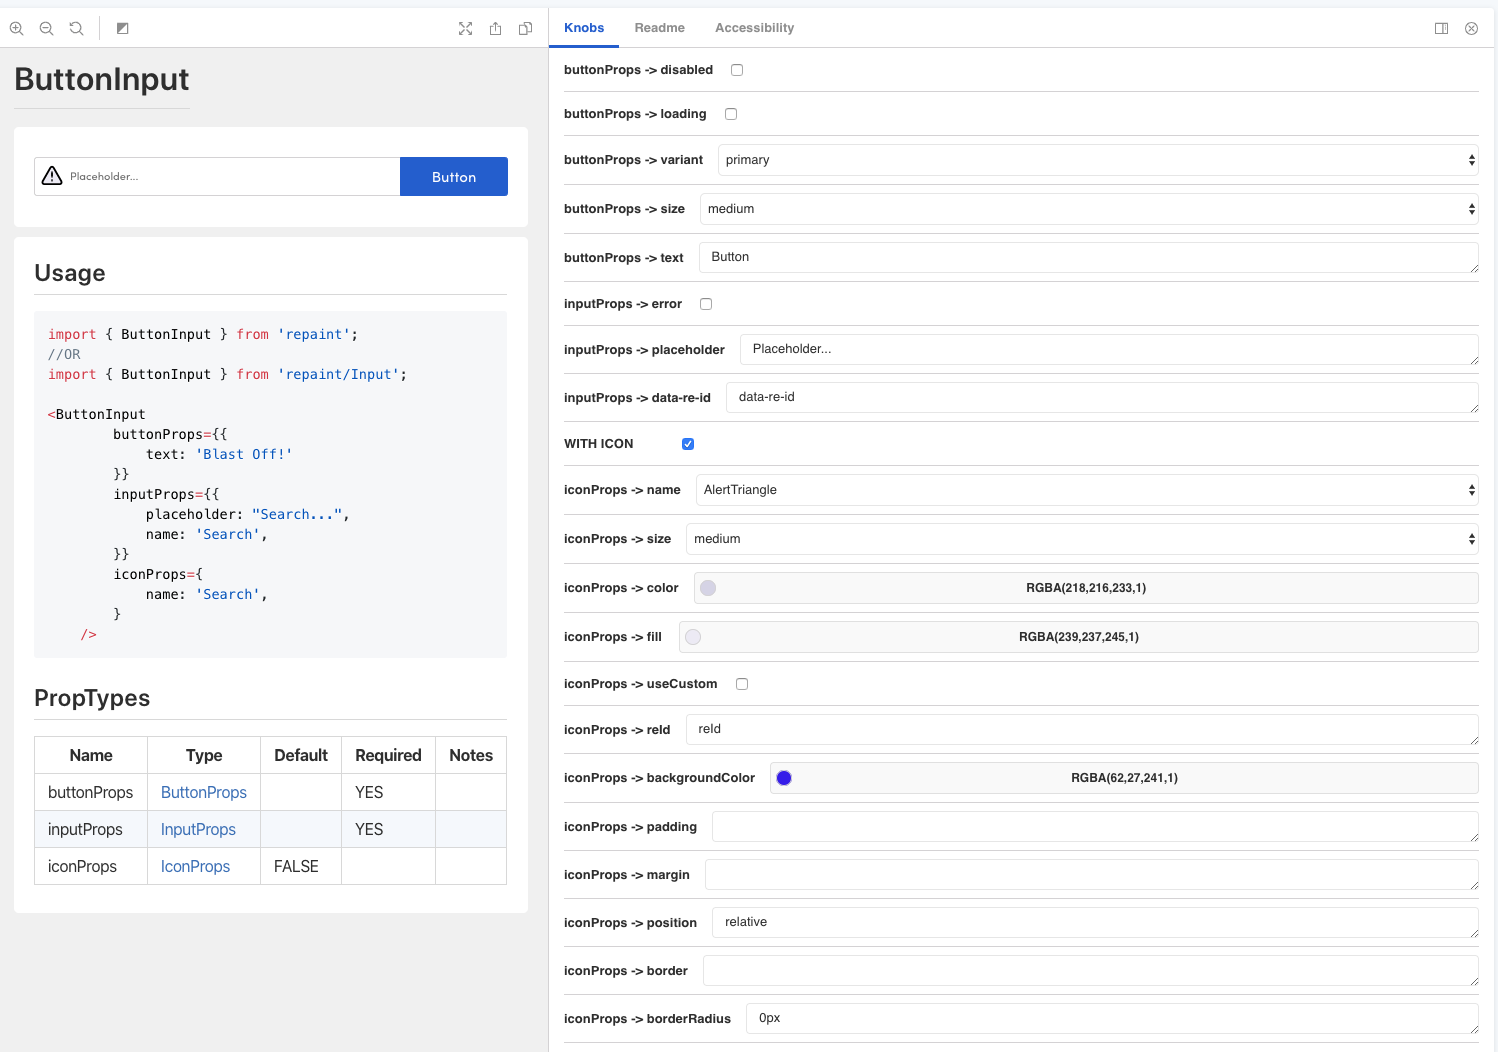 Knobs Readme Accessibility
ButtonInput
Placeholder... Button
Usage
import { ButtonInput } from 'repaint';
//OR
import { ButtonInput } from 'repaint/Input';
<ButtonInput
buttonProps={{
text: 'Blast Off!'
}}
inputProps={{
placeholder: "Search...",
name: 'Search',
}}
iconProps={
name: 'Search',
}
/>
PropTypes
Name Type Default Required Notes
buttonProps ButtonProps YES
inputProps InputProps YES
iconProps IconProps FALSE
buttonProps -> disabled
buttonProps -> loading
buttonProps -> variant primary
buttonProps -> size medium
buttonProps -> text Button
inputProps -> error
inputProps -> placeholder Placeholder...
inputProps -> data-re-id data-re-id
WITH ICON
iconProps -> name AlertTriangle
iconProps -> size medium
iconProps -> color RGBA(218,216,233,1)
iconProps -> fill RGBA(239,237,245,1)
iconProps -> useCustom
iconProps -> reId reId
iconProps -> backgroundColor RGBA(62,27,241,1)
iconProps -> padding
iconProps -> margin
iconProps -> position relative
iconProps -> border
iconProps -> borderRadius 0px